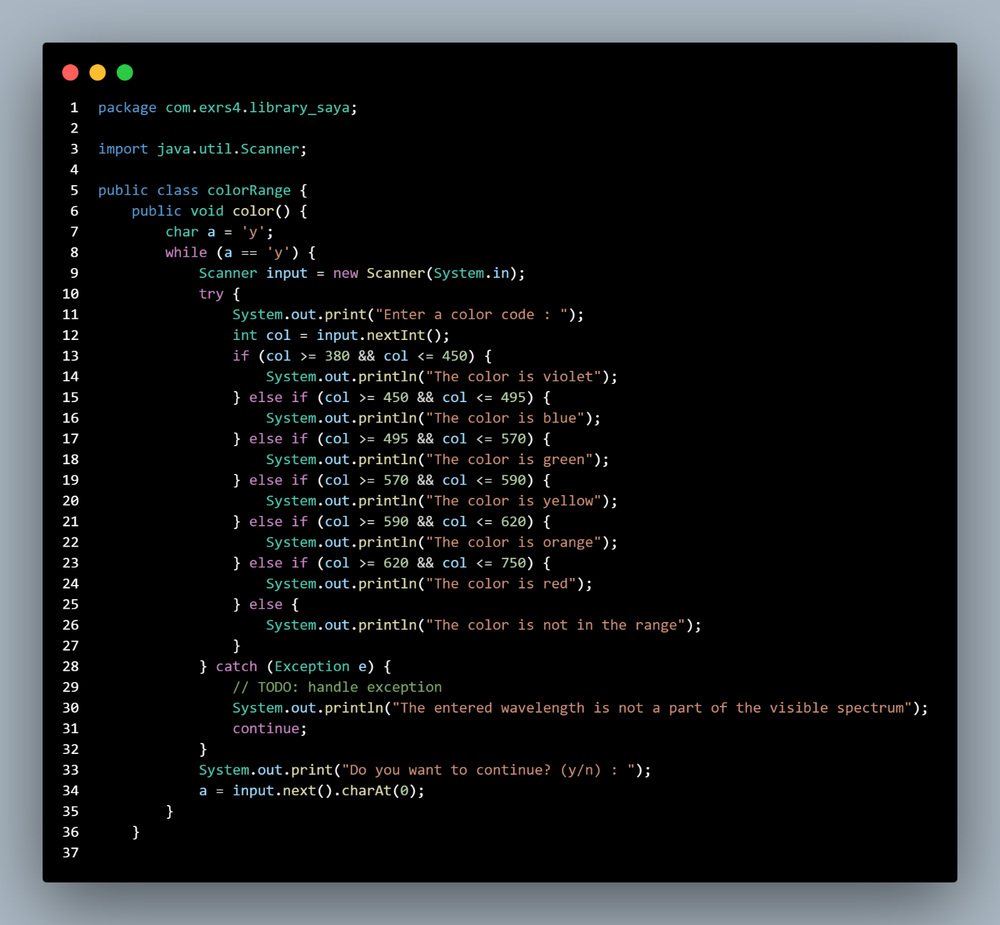 1 package com.exrs4.library_saya;
2
3 import java.util.Scanner;
4
5 public class colorRange {
6     public void color() {
7         char a = 'y';
8         while (a == 'y') {
9             Scanner input = new Scanner(System.in);
10             try {
11                 System.out.print("Enter a color code : ");
12                 int col = input.nextInt();
13                 if (col >= 380 && col <= 450) {
14                     System.out.println("The color is violet");
15                 } else if (col >= 450 && col <= 495) {
16                     System.out.println("The color is blue");
17                 } else if (col >= 495 && col <= 570) {
18                     System.out.println("The color is green");
19                 } else if (col >= 570 && col <= 590) {
20                     System.out.println("The color is yellow");
21                 } else if (col >= 590 && col <= 620) {
22                     System.out.println("The color is orange");
23                 } else if (col >= 620 && col <= 750) {
24                     System.out.println("The color is red");
25                 } else {
26                     System.out.println("The color is not in the range");
27                 }
28             } catch (Exception e) {
29                 // TODO: handle exception
30                 System.out.println("The entered wavelength is not a part of the visible spectrum");
31                 continue;
32             }
33             System.out.print("Do you want to continue? (y/n) : ");
34             a = input.next().charAt(0);
35         }
36     }
37